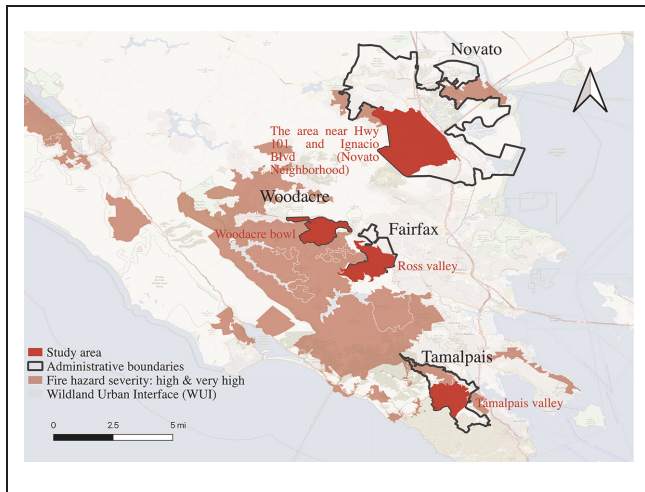 Novato
The area near Hwy
101 and Ignacio
Blvd (Novato
Neighborhood)
Woodacre
Woodacre bowl
Fairfax
Ross valley
Tamalpais
Tamalpais valley
Study area
Administrative boundaries
Fire hazard severity: high & very high
Wildland Urban Interface (WUI)
0 2.5 5 mi